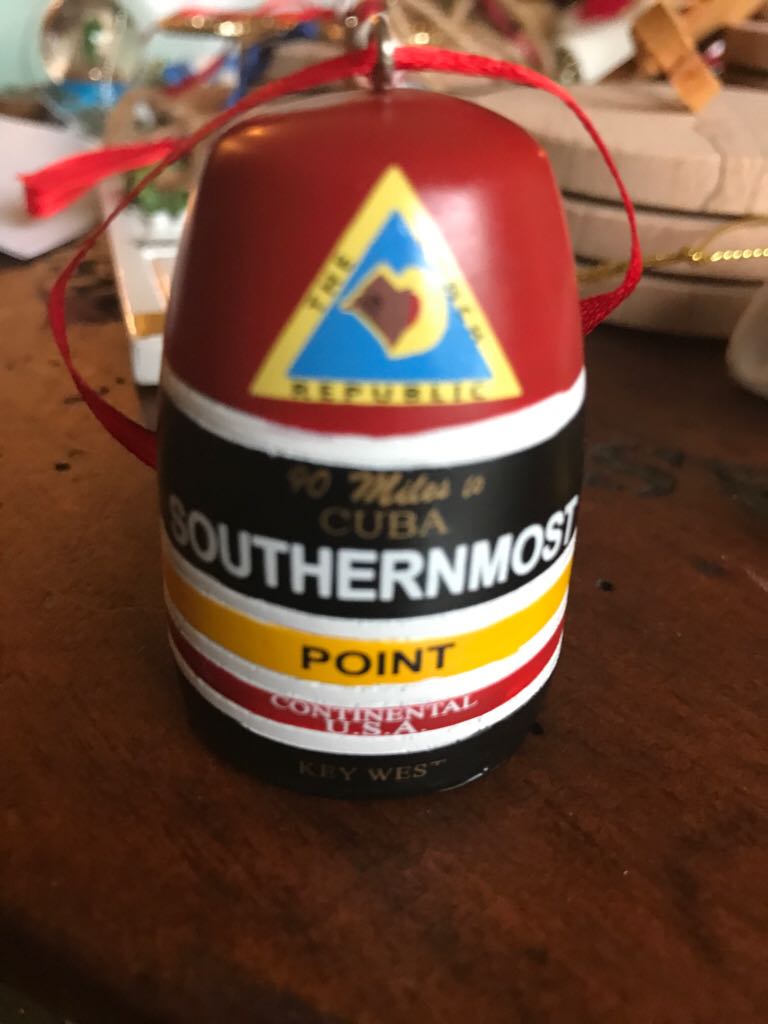 THE
REPUBLIC
90 Miles to
CUBA
SOUTHERNMOST
POINT
CONTINENTAL
U.S.A.
KEY WEST